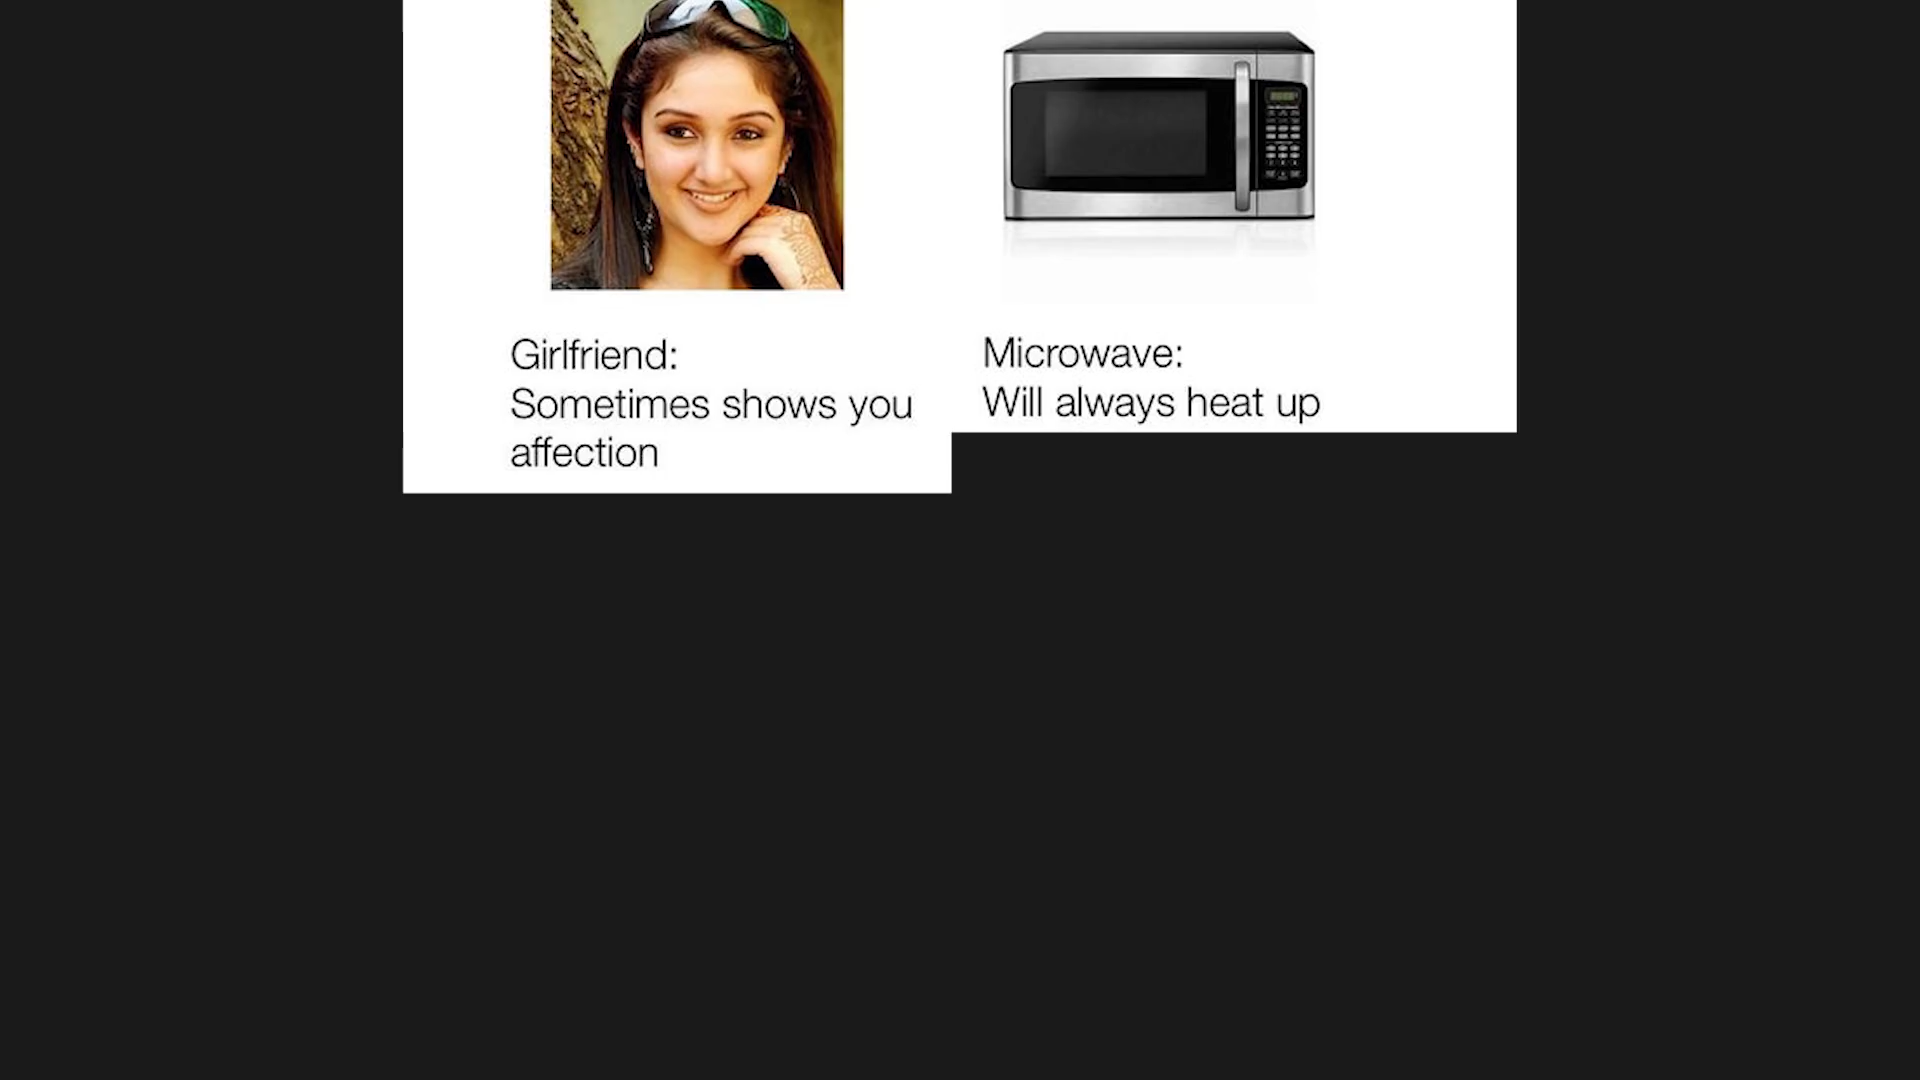 Girlfriend:
Sometimes shows you
affection
Microwave:
Will always heat up